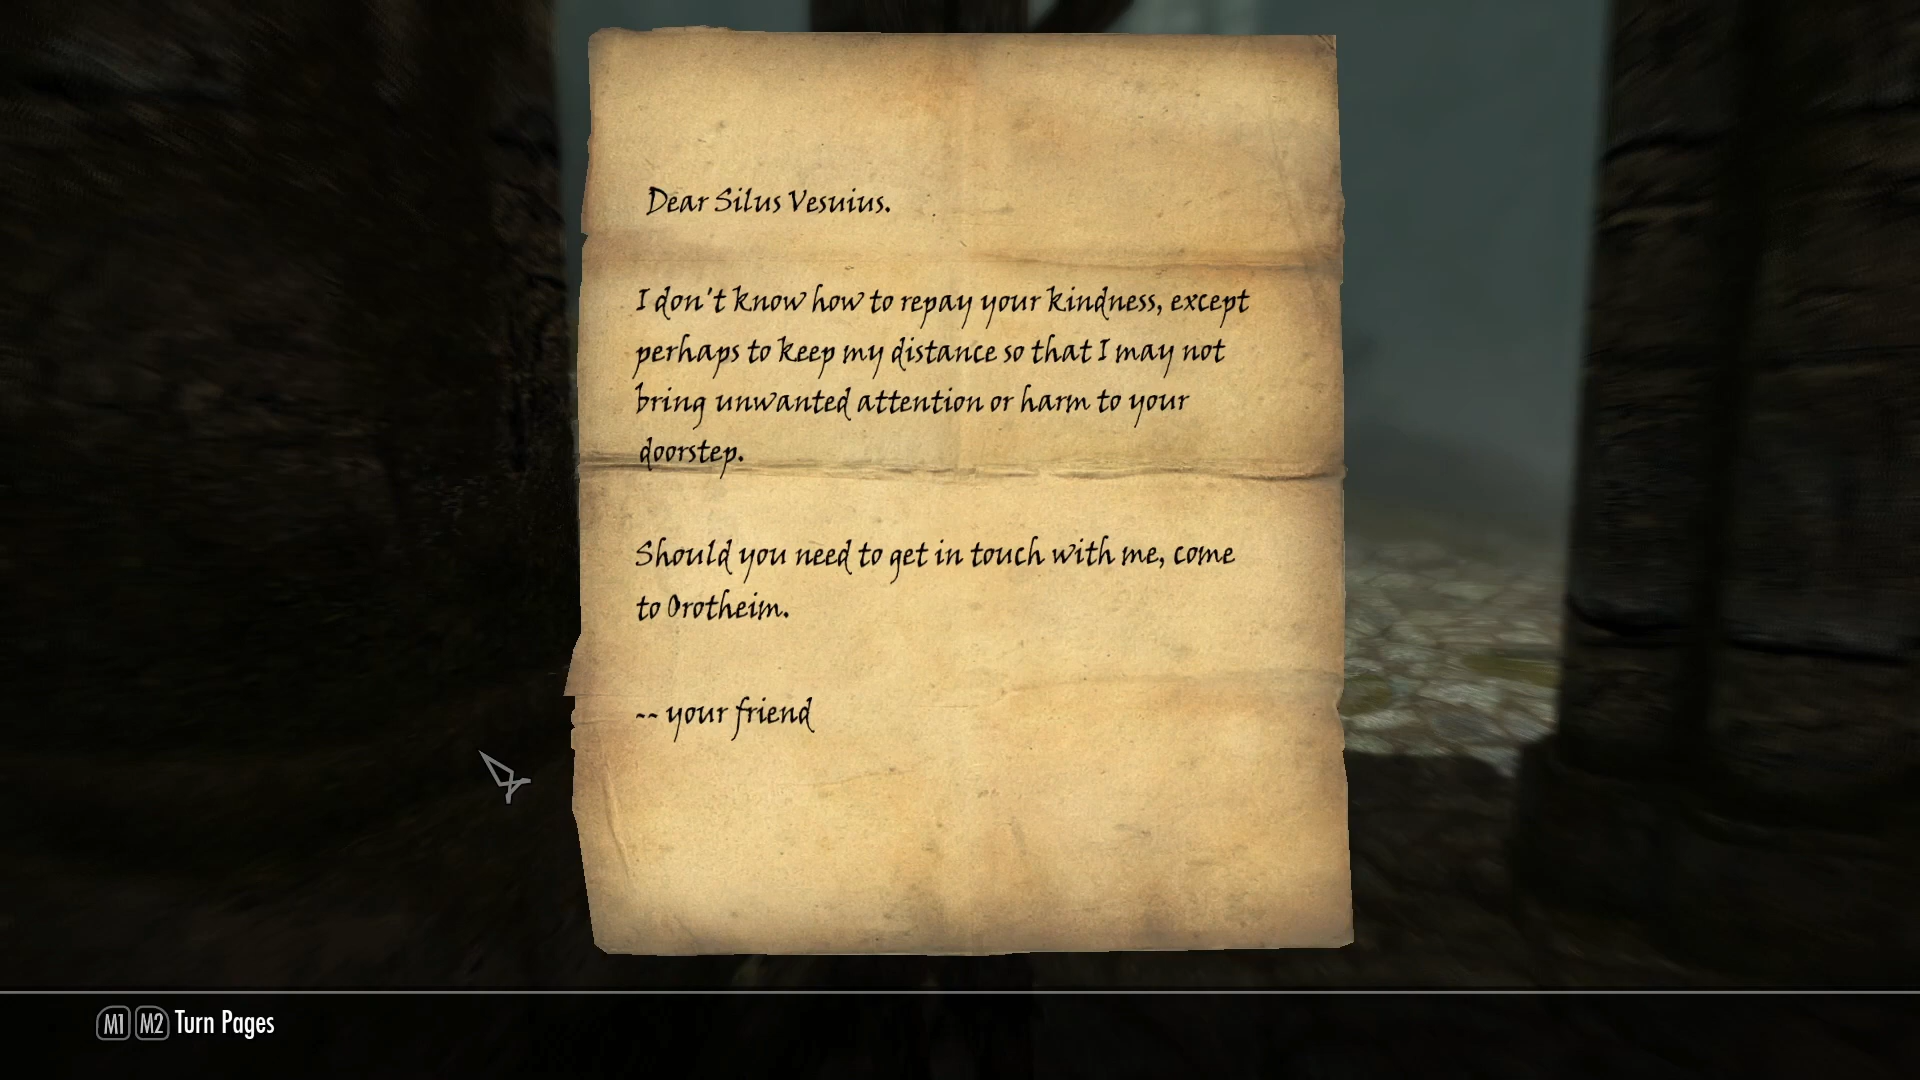 Dear Silus Vesuius.
I don't know how to repay your kindness, except
perhaps to keep my distance so that I may not
bring unwanted attention or harm to your
doorstep.
Should you need to get in touch with me, come
to Orotheim.
-- your friend
M1 M2 Turn Pages